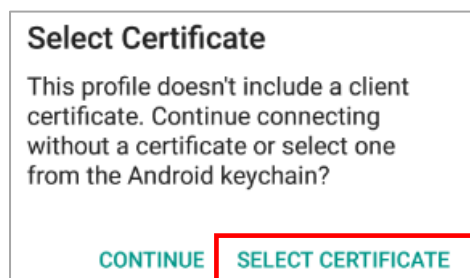 Select Certificate
This profile doesn't include a client
certificate. Continue connecting
without a certificate or select one
from the Android keychain?
CONTINUE SELECT CERTIFICATE